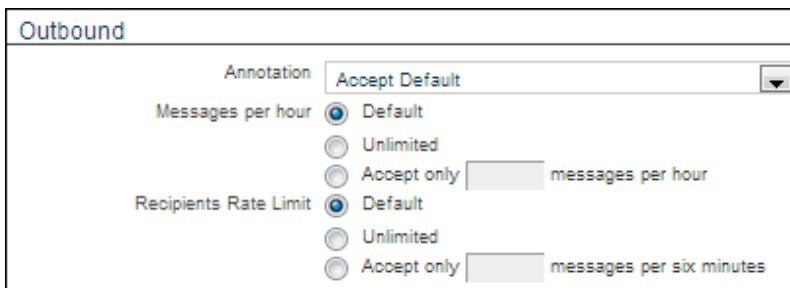 Outbound
Annotation Accept Default
Messages per hour Default
Unlimited
Accept only messages per hour
Recipients Rate Limit Default
Unlimited
Accept only messages per six minutes